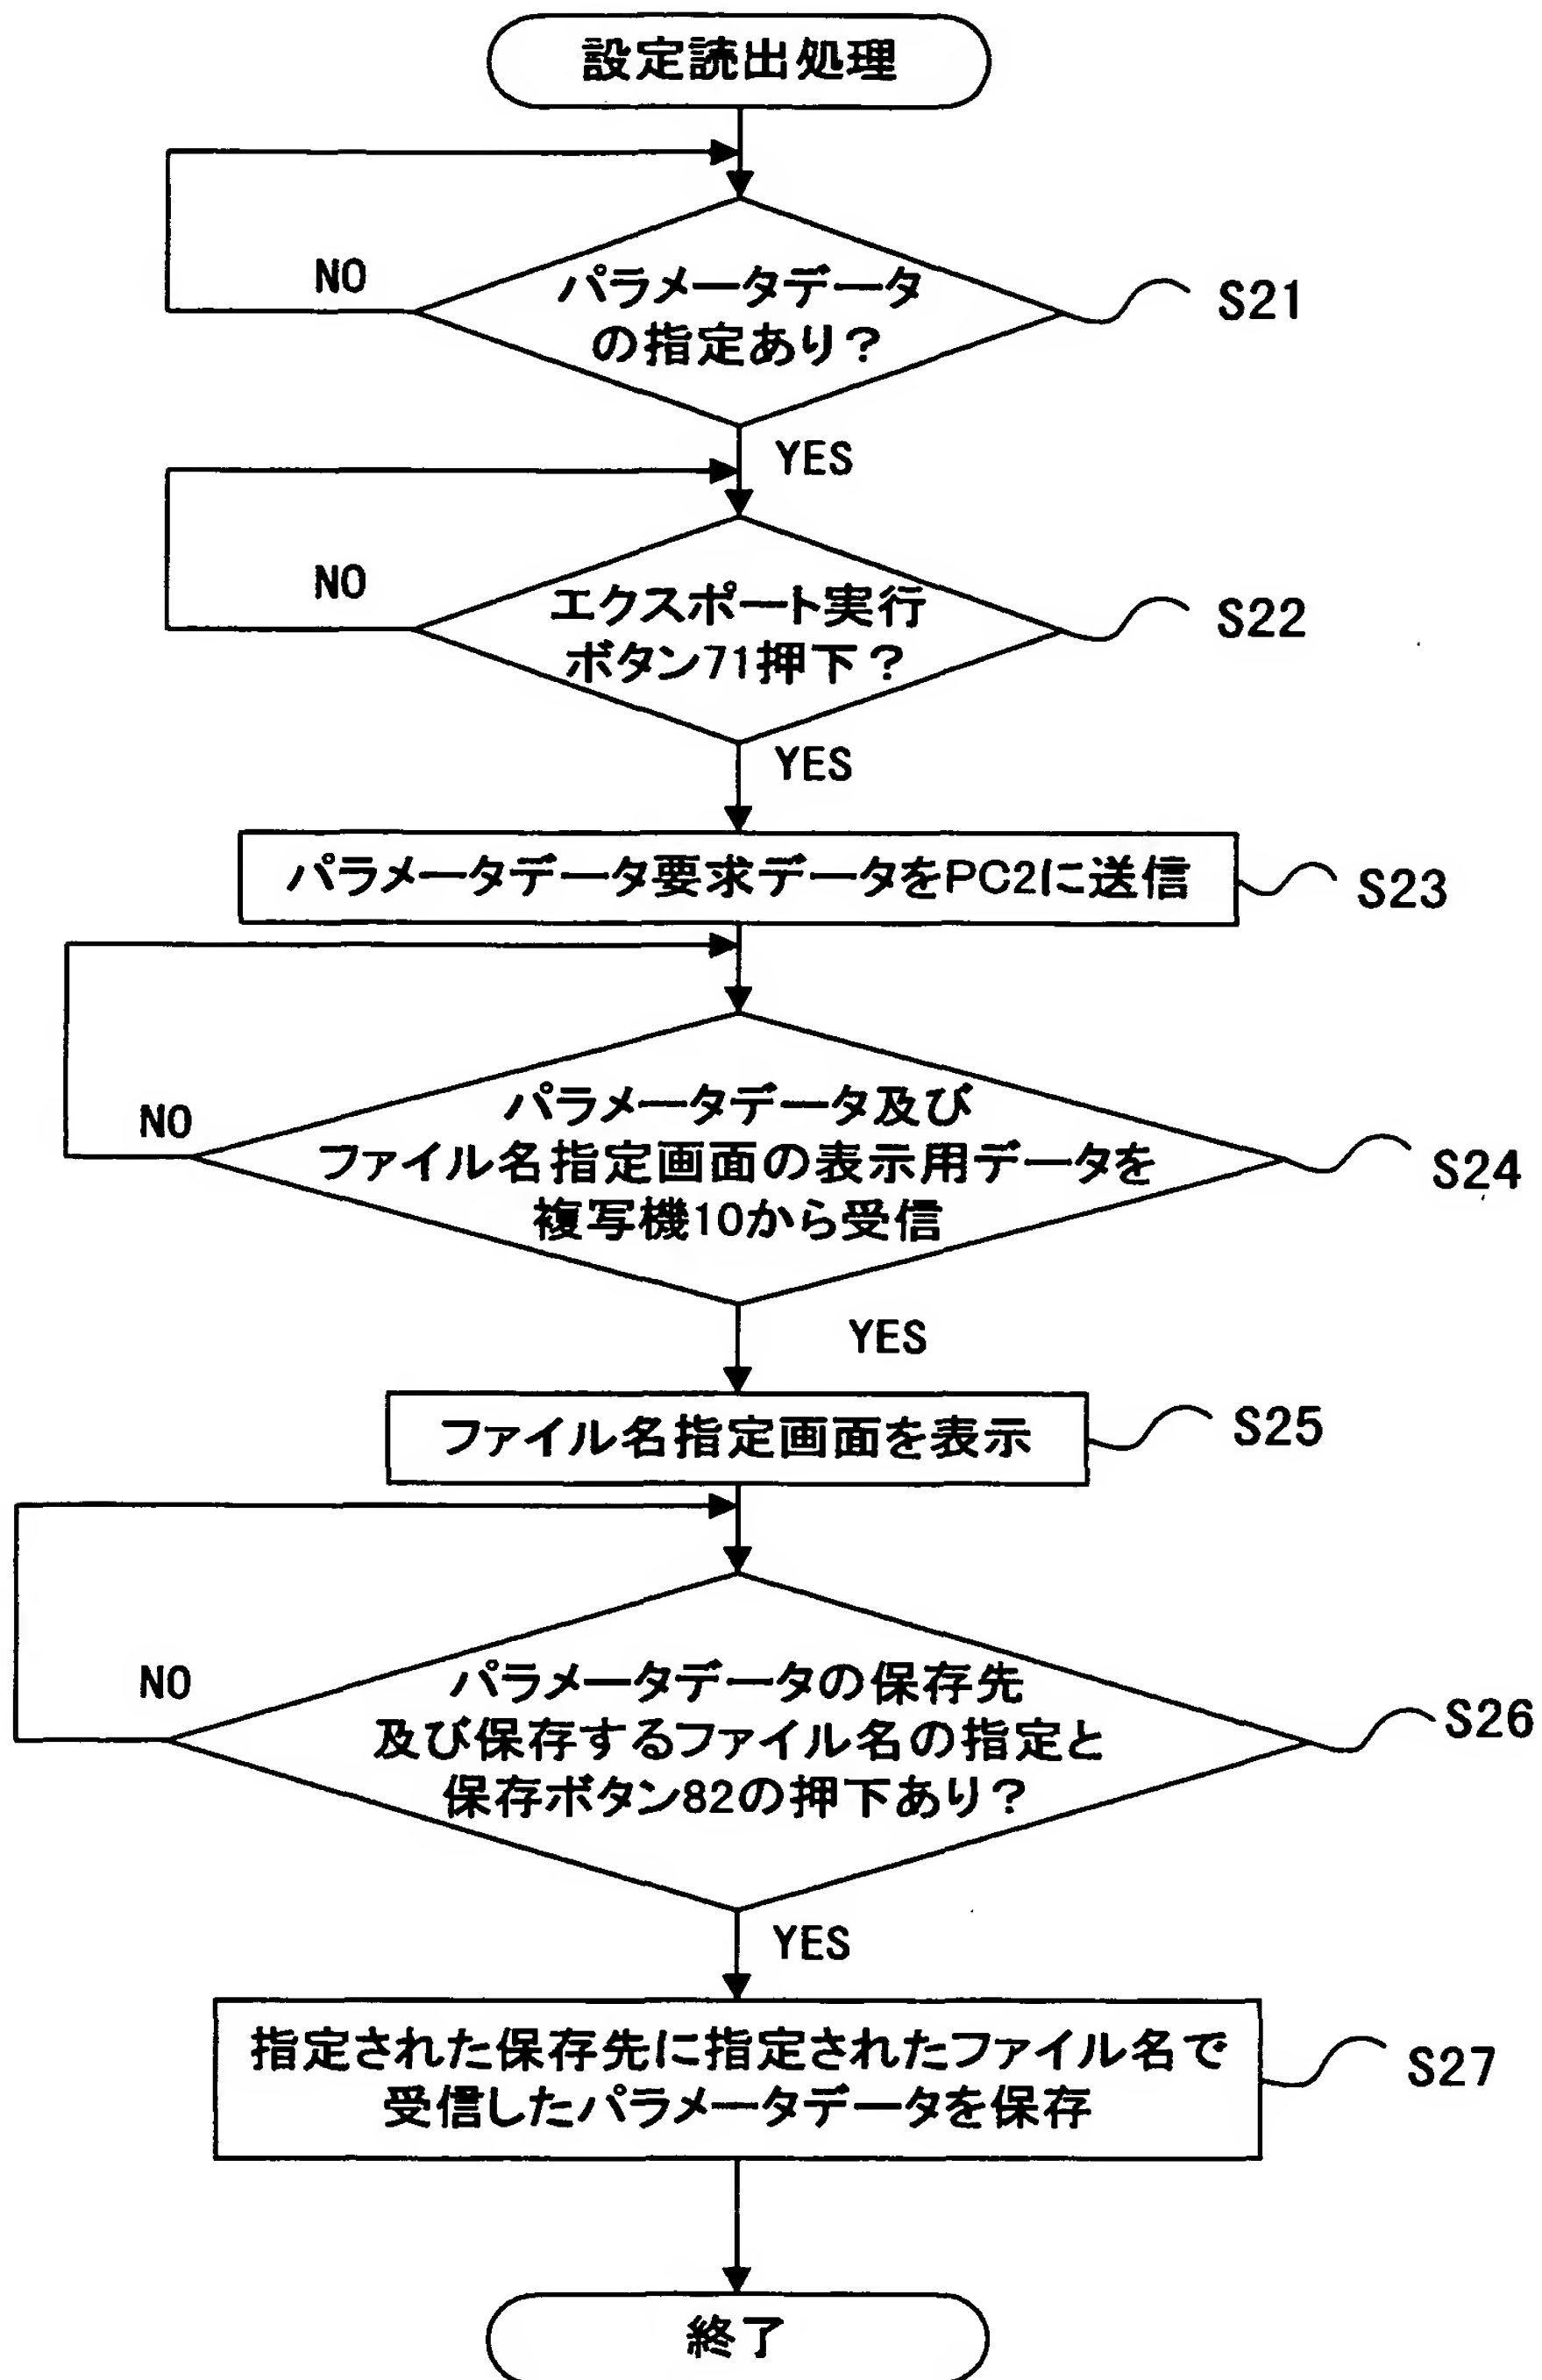 設定読出処理
NO
パラメータデータ
の指定あり?
S21
YES
NO
エクスポート実行
ボタン71押下?
S22
YES
パラメータデータ要求データをPC2に送信
S23
NO
パラメータデータ及び
ファイル名指定画面の表示用データを
複写機10から受信
S24
YES
ファイル名指定画面を表示
S25
NO
パラメータデータの保存先
及び保存するファイル名の指定と
保存ボタン82の押下あり?
S26
YES
指定された保存先に指定されたファイル名で
受信したパラメータデータを保存
S27
終了